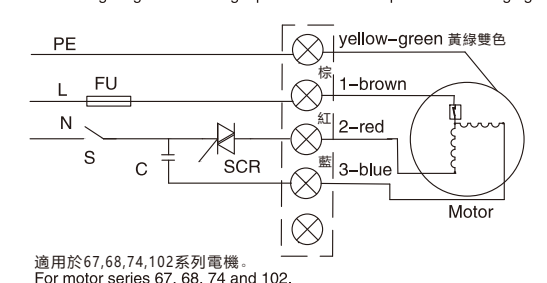 PE
yellow-green 黃綠雙色
L
FU
棕
1-brown
N
紅
2-red
S
C
SCR
藍
3-blue
Motor
適用於67,68,74,102系列電機。
For motor series 67, 68, 74 and 102.